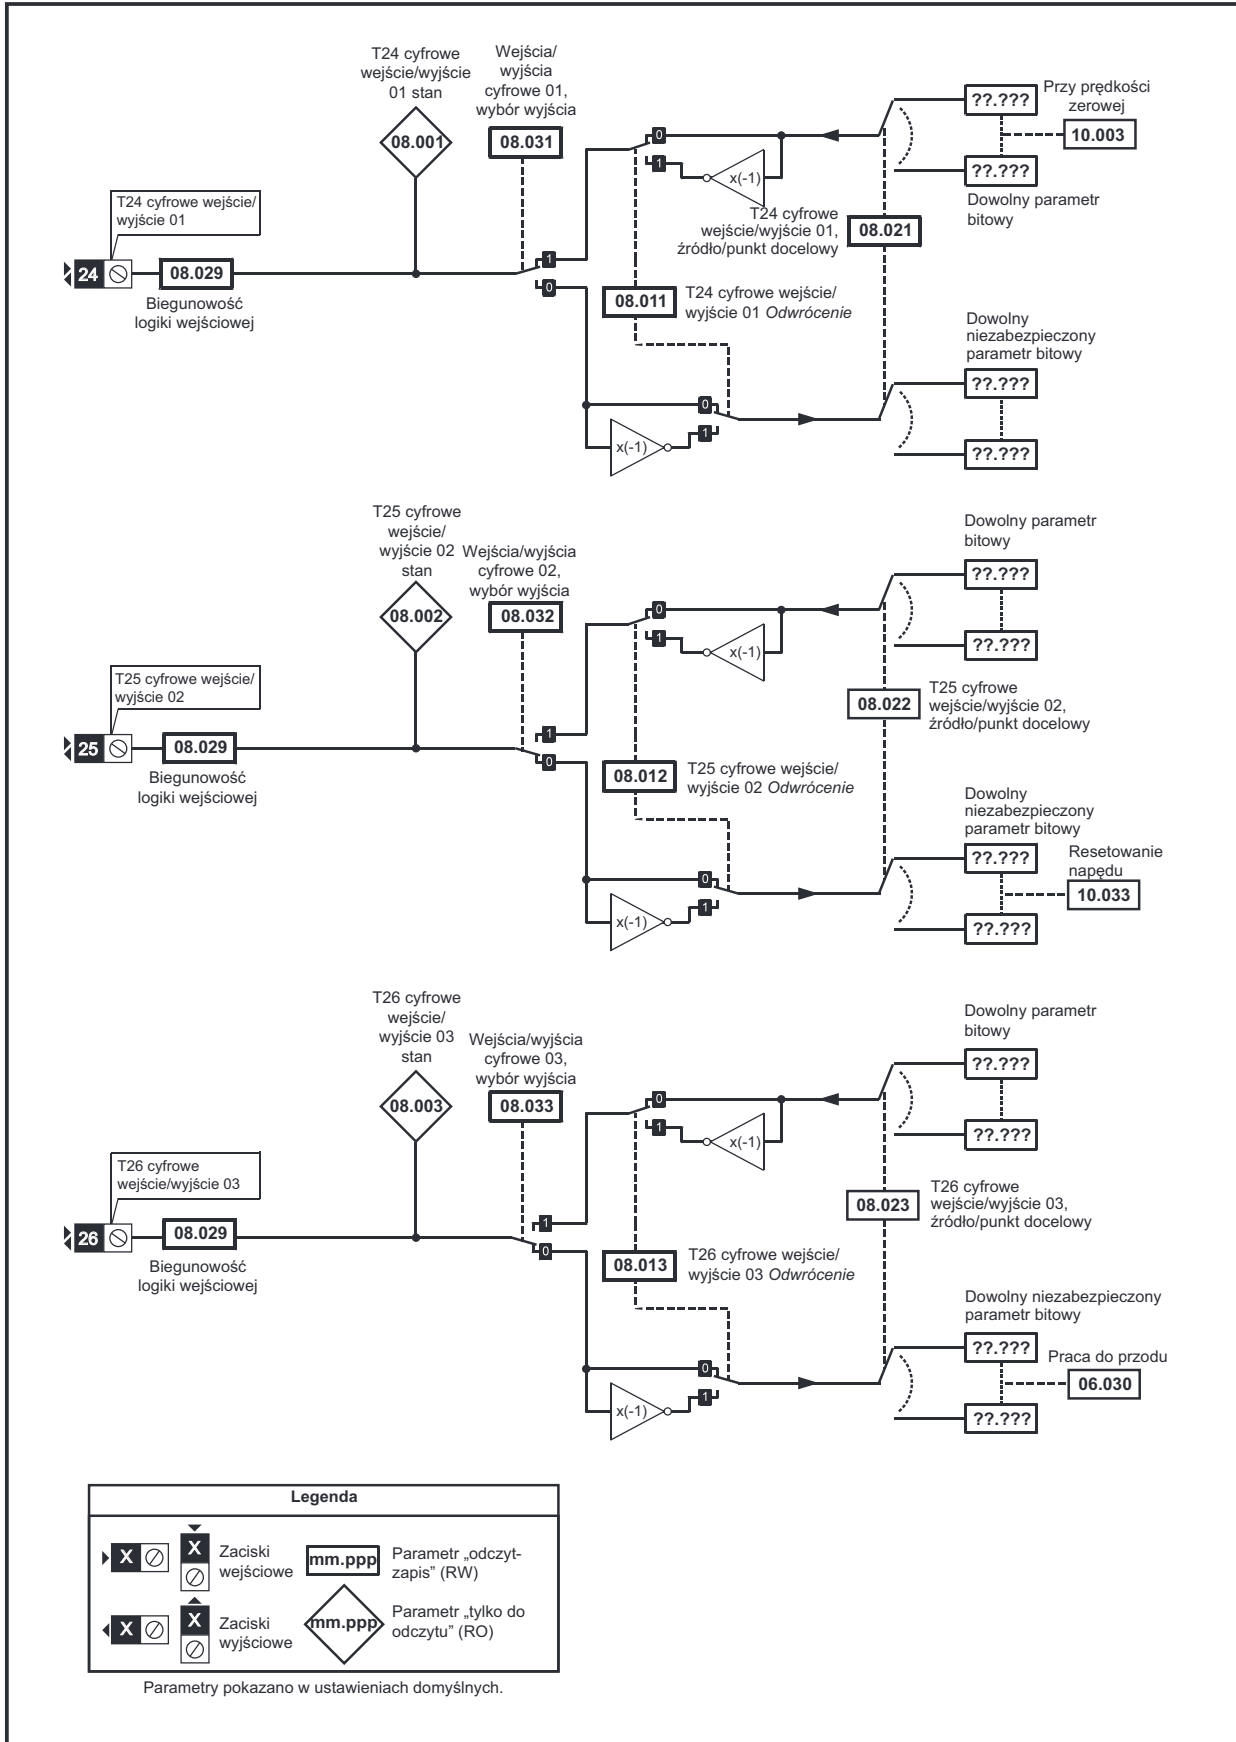 T24 cyfrowe
wejście/wyjście
01 stan
08.001
Wejścia/
wyjścia
cyfrowe 01,
wybór wyjścia
08.031
0
1
x(-1)
??.???
??.???
Przy prędkości
zerowej
10.003
Dowolny parametr
bitowy
T24 cyfrowe
wejście/wyjście 01,
źródło/punkt docelowy
08.021
T24 cyfrowe wejście/
wyjście 01
24
08.029
Biegunowość
logiki wejściowej
1
0
08.011
T24 cyfrowe wejście/
wyjście 01 Odwrócenie
Dowolny
niezabezpieczony
parametr bitowy
??.???
??.???
0
1
x(-1)
T25 cyfrowe
wejście/
wyjście 02
stan
08.002
Wejścia/wyjścia
cyfrowe 02,
wybór wyjścia
08.032
0
1
x(-1)
Dowolny parametr
bitowy
??.???
??.???
T25 cyfrowe wejście/
wyjście 02
25
08.029
Biegunowość
logiki wejściowej
1
0
08.022
T25 cyfrowe
wejście/wyjście 02,
źródło/punkt docelowy
08.012
T25 cyfrowe wejście/
wyjście 02 Odwrócenie
Dowolny
niezabezpieczony
parametr bitowy
??.???
??.???
Resetowanie
napędu
10.033
0
1
x(-1)
T26 cyfrowe
wejście/
wyjście 03
stan
08.003
Wejścia/wyjścia
cyfrowe 03,
wybór wyjścia
08.033
0
1
x(-1)
Dowolny parametr
bitowy
??.???
??.???
T26 cyfrowe
wejście/wyjście 03
26
08.029
Biegunowość
logiki wejściowej
1
0
08.023
T26 cyfrowe
wejście/wyjście 03,
źródło/punkt docelowy
08.013
T26 cyfrowe wejście/
wyjście 03 Odwrócenie
Dowolny niezabezpieczony
parametr bitowy
??.???
??.???
Praca do przodu
06.030
0
1
x(-1)
Legenda
X
X
Zaciski
wejściowe
mm.ppp
Parametr „odczyt-
zapis” (RW)
X
X
Zaciski
wyjściowe
mm.ppp
Parametr „tylko do
odczytu” (RO)
Parametry pokazano w ustawieniach domyślnych.